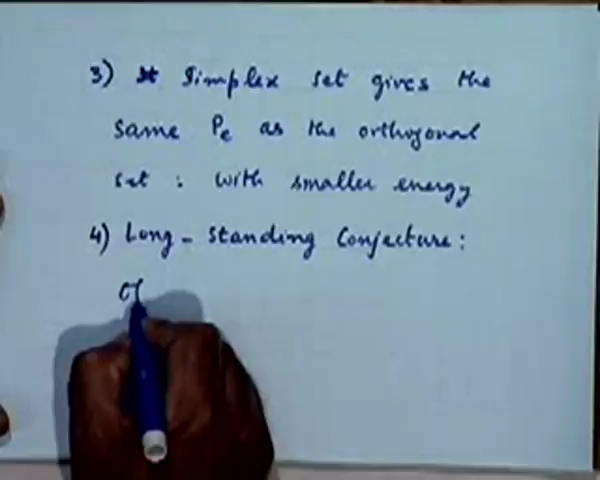 3) Simplex set gives the
same Pe as the orthogonal
set : with smaller energy
4) Long - standing Conjecture :